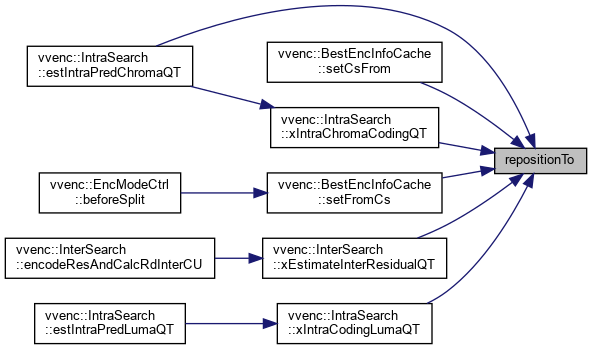 vvenc::IntraSearch
::estIntraPredChromaQT
vvenc::BestEncInfoCache
::setCsFrom
vvenc::IntraSearch
::xIntraChromaCodingQT
repositionTo
vvenc::EncModeCtrl
::beforeSplit
vvenc::BestEncInfoCache
::setFromCs
vvenc::InterSearch
::encodeResAndCalcRdInterCU
vvenc::InterSearch
::xEstimateInterResidualQT
vvenc::IntraSearch
::estIntraPredLumaQT
vvenc::IntraSearch
::xIntraCodingLumaQT